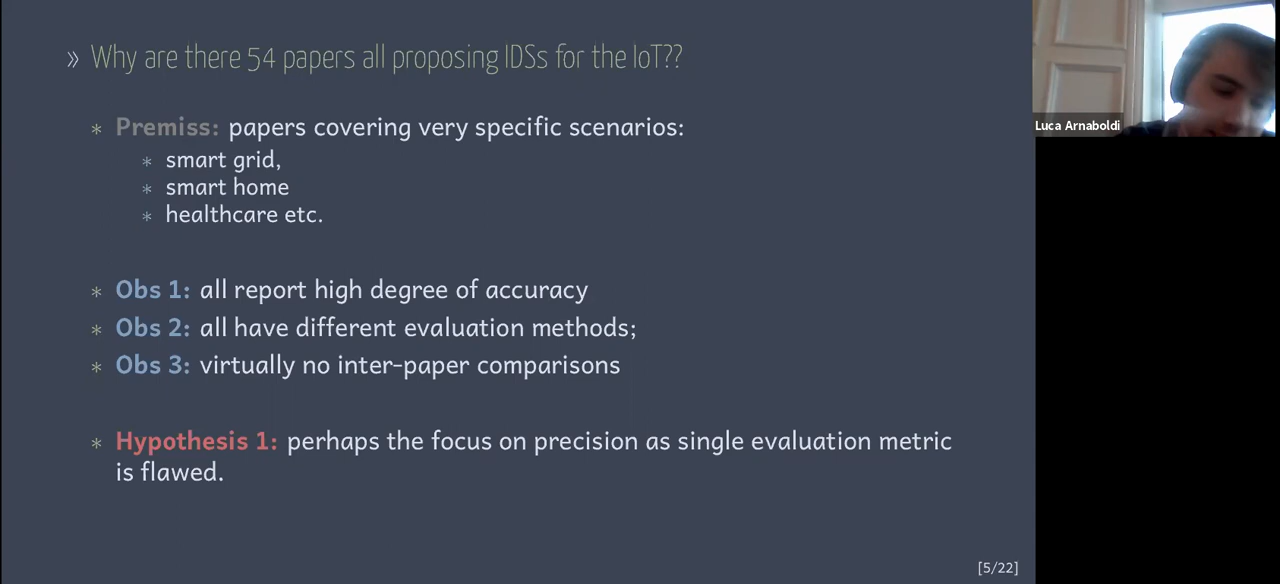 » Why are there 54 papers all proposing IDSs for the IoT??
Luca Arnaboldi
* Premiss: papers covering very specific scenarios:
* smart grid,
* smart home
* healthcare etc.
* Obs 1: all report high degree of accuracy
* Obs 2: all have different evaluation methods;
* Obs 3: virtually no inter-paper comparisons
* Hypothesis 1: perhaps the focus on precision as single evaluation metric
is flawed.
[5/22]